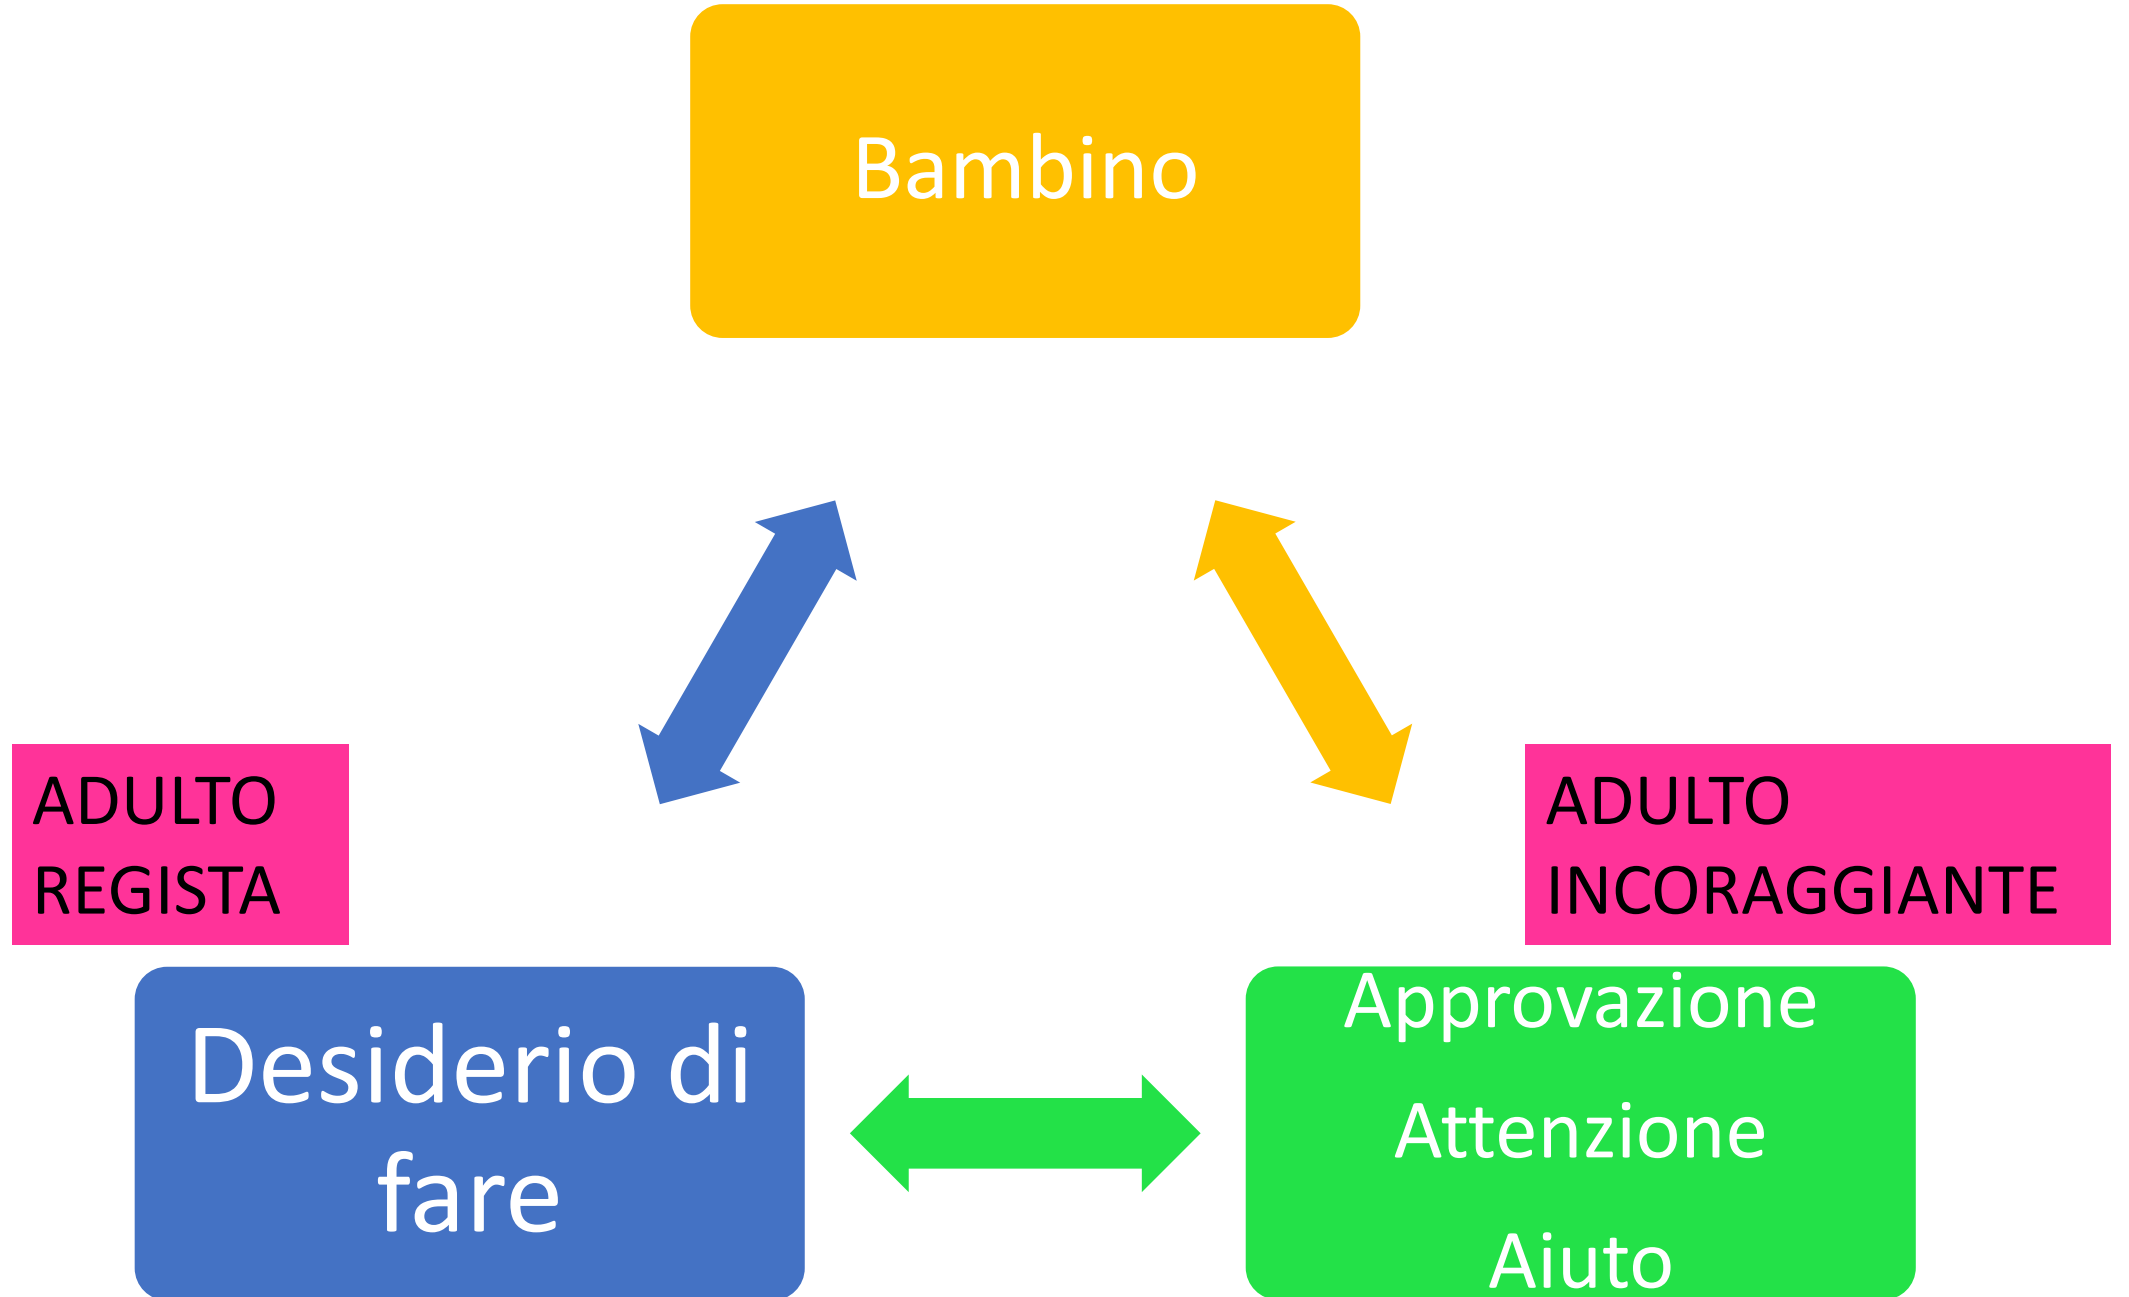 Bambino
ADULTO
REGISTA
ADULTO
INCORAGGIANTE
Desiderio di
fare
Approvazione
Attenzione
Aiuto